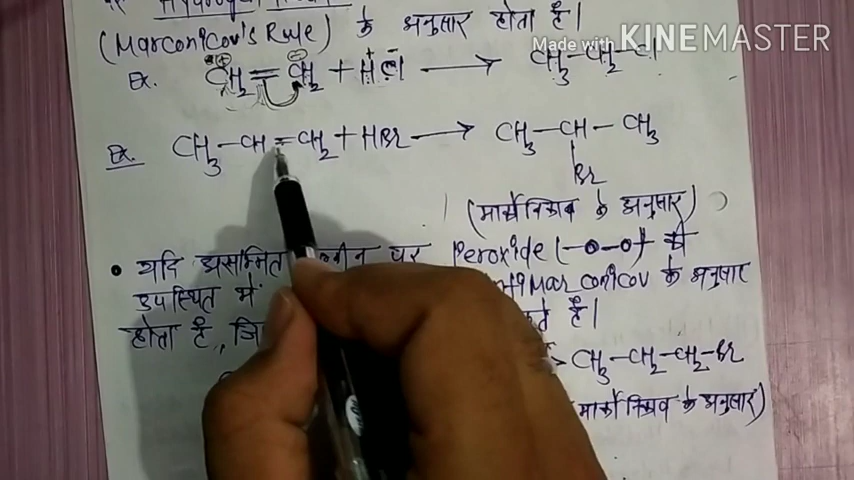 (Marconicov's Rule) के अनुसार होता है।
Made with KINEMASTER
Ex. CH2 = CH2 + HCl ⟶ CH3-CH2-Cl
Ex. CH3-CH=CH2 + HBr ⟶ CH3-CH-CH3
Br
(मार्कोनिकाव के अनुसार)
• यदि असममित पर Peroxide (-O-O) की
उपस्थित में MarConicov के अनुसार
होता है, है।
CH3-CH2-CH2-Br
के अनुसार)